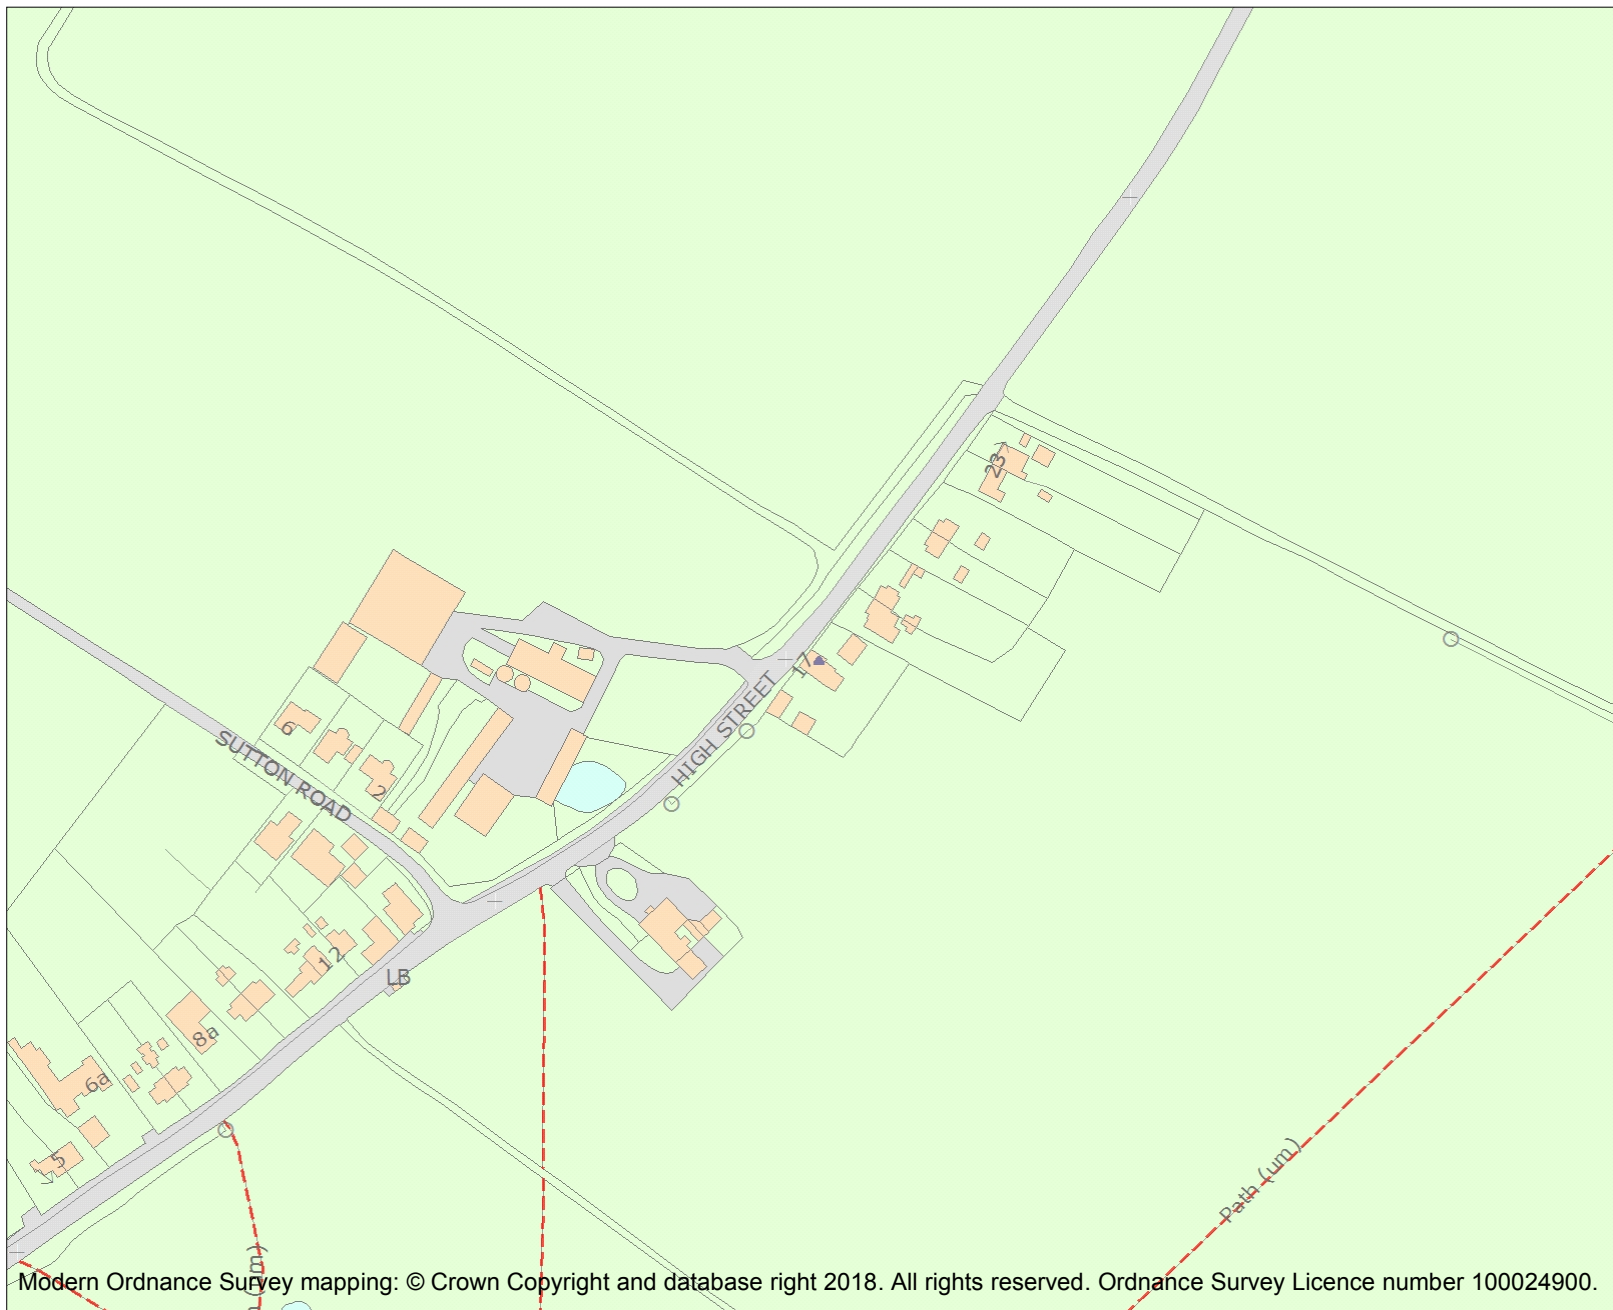 23
17
HIGH STREET
6
SUTTON ROAD
2
12
LB
8a
6a
5
Path (um)
(um)
Modern Ordnance Survey mapping: © Crown Copyright and database right 2018. All rights reserved. Ordnance Survey Licence number 100024900.